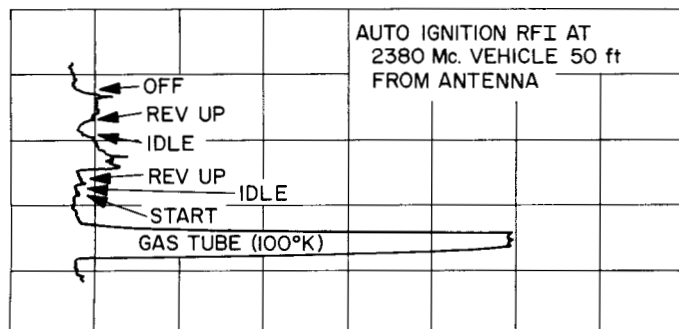 AUTO IGNITION RFI AT
2380 Mc. VEHICLE 50 ft
FROM ANTENNA
OFF
REV UP
IDLE
REV UP
IDLE
START
GAS TUBE (100°K)